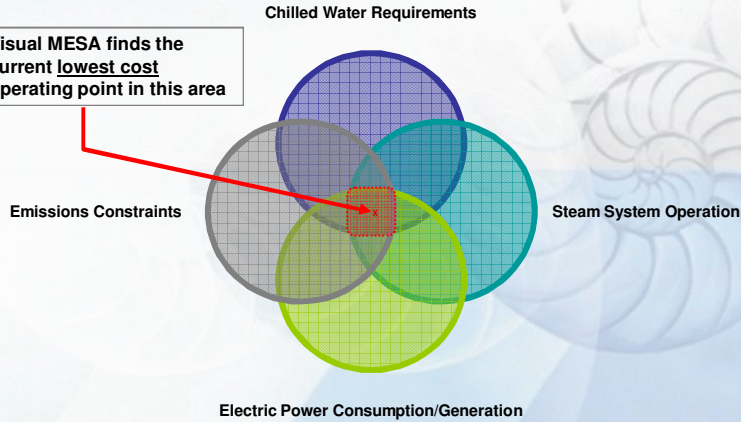 Chilled Water Requirements
isual MESA finds the
urrent lowest cost
perating point in this area
Emissions Constraints
x
Steam System Operation
Electric Power Consumption/Generation